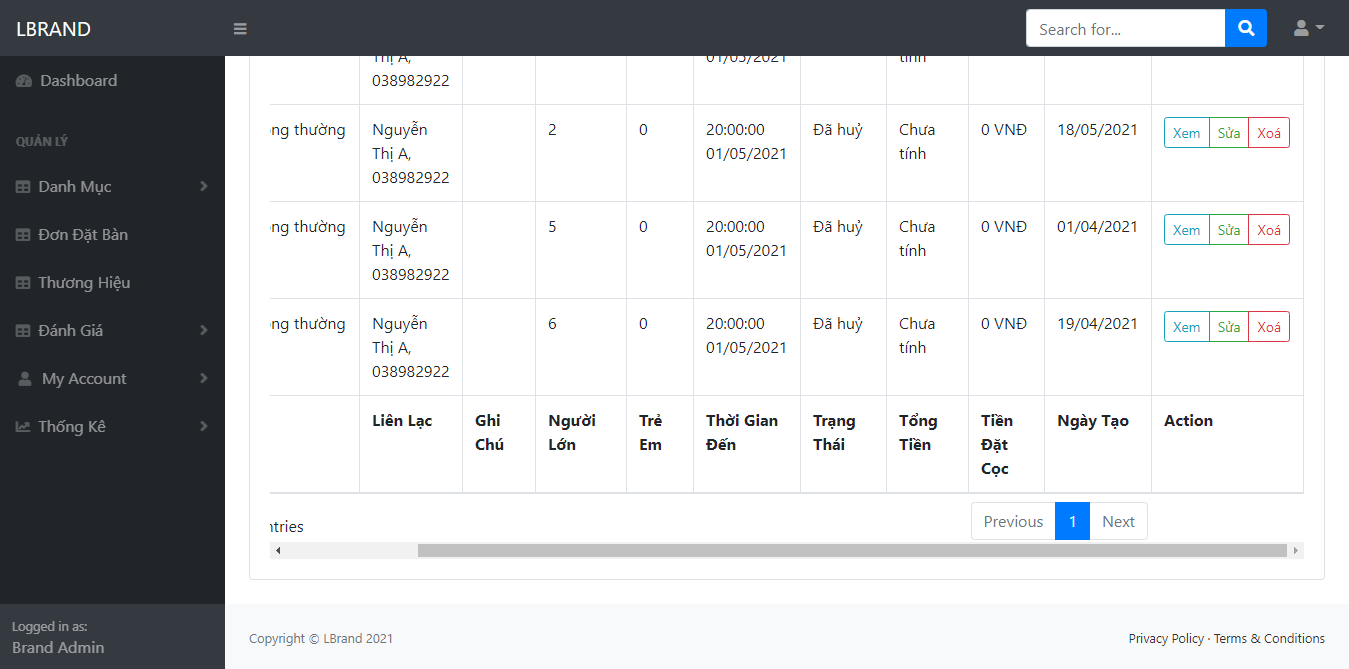 LBRAND
Search for...
Dashboard
QUẢN LÝ
Danh Mục
Đơn Đặt Bàn
Thương Hiệu
Đánh Giá
My Account
Thống Kê
Logged in as:
Brand Admin
Thị A, 01/05/2021 tính
038982922
ng thường Nguyễn 2 0 20:00:00 Đã huỷ Chưa 0 VNĐ 18/05/2021 Xem Sửa Xoá
Thị A, 01/05/2021 tính
038982922
ng thường Nguyễn 5 0 20:00:00 Đã huỷ Chưa 0 VNĐ 01/04/2021 Xem Sửa Xoá
Thị A, 01/05/2021 tính
038982922
ng thường Nguyễn 6 0 20:00:00 Đã huỷ Chưa 0 VNĐ 19/04/2021 Xem Sửa Xoá
Thị A, 01/05/2021 tính
038982922
Liên Lạc Ghi Người Trẻ Thời Gian Trạng Tổng Tiền Ngày Tạo Action
Chú Lớn Em Đến Thái Tiền Đặt
Cọc
ntries Previous 1 Next
Copyright © LBrand 2021 Privacy Policy · Terms & Conditions